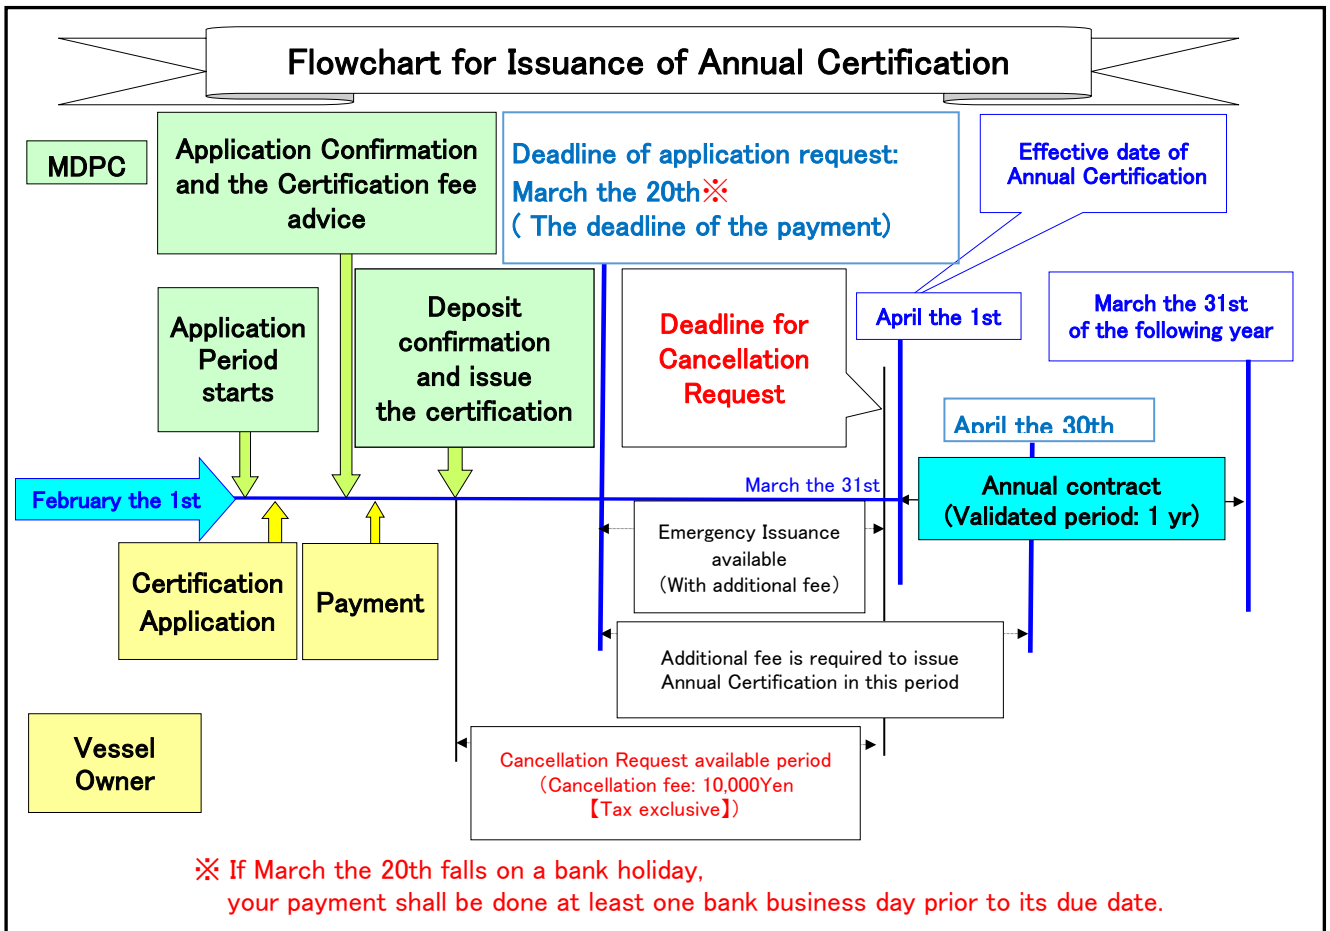 Flowchart for Issuance of Annual Certification
MDPC
Application Confirmation
and the Certification fee
advice
Deadline of application request:
March the 20th※
( The deadline of the payment)
Effective date of
Annual Certification
Application
Period
starts
Deposit
confirmation
and issue
the certification
Deadline for
Cancellation
Request
April the 1st
March the 31st
of the following year
April the 30th
February the 1st
March the 31st
Annual contract
(Validated period: 1 yr)
Certification
Application
Payment
Emergency Issuance
available
(With additional fee)
Additional fee is required to issue
Annual Certification in this period
Vessel
Owner
Cancellation Request available period
(Cancellation fee: 10,000Yen
【Tax exclusive】)
※ If March the 20th falls on a bank holiday,
your payment shall be done at least one bank business day prior to its due date.